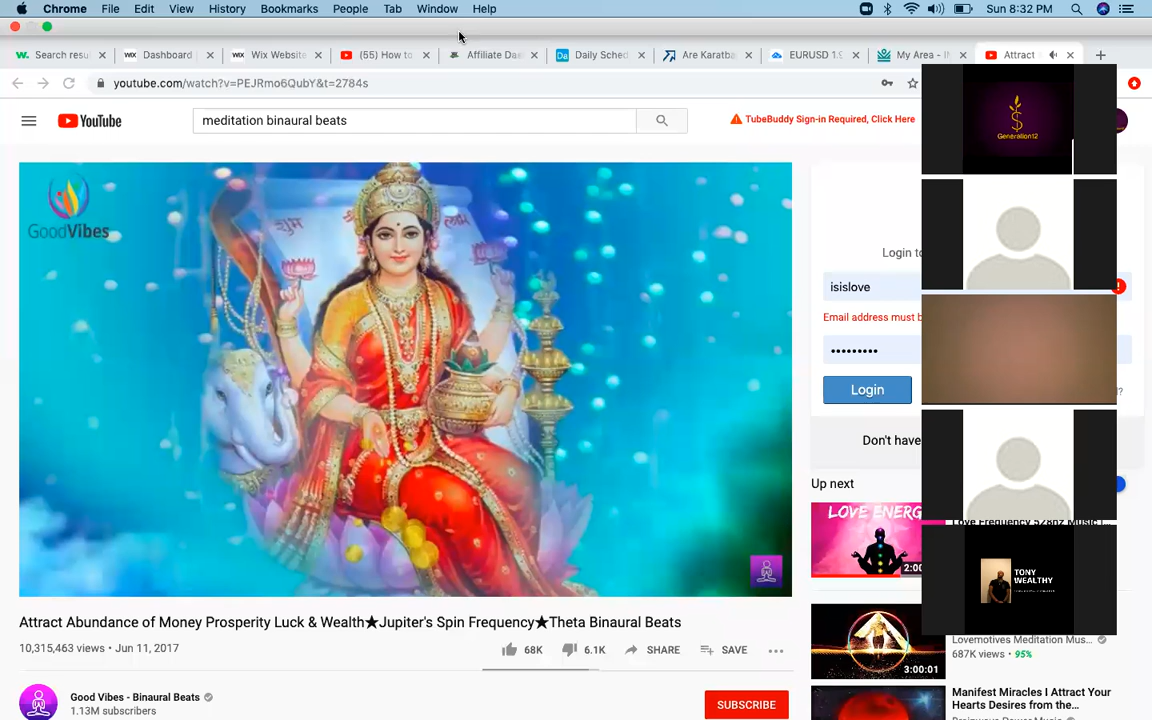 Chrome File Edit View History Bookmarks People Tab Window Help
Sun 8:32 PM
Search resu
Dashboard
Wix Website
(55) How to
Affiliate Das
Daily Sched
Are Karatba
EURUSD 1.9
My Area - IM
Attract
youtube.com/watch?v=PEJRmo6QubY&t=2784s
YouTube
meditation binaural beats
TubeBuddy Sign-in Required, Click Here
Generation12
GoodVibes
शुभ
लाभ
श्री
Login to
isislove
Email address must b
•••••••••
Login
?
Don't have
Up next
LOVE ENERG
2:00
Love Frequency 528hz Music |...
TONY
WEALTHY
Lovemotives Meditation Mus...
687K views • 95%
3:00:01
Manifest Miracles I Attract Your
Hearts Desires from the...
Attract Abundance of Money Prosperity Luck & Wealth★Jupiter's Spin Frequency★Theta Binaural Beats
10,315,463 views • Jun 11, 2017
68K
6.1K
SHARE
SAVE
Good Vibes - Binaural Beats
1.13M subscribers
SUBSCRIBE